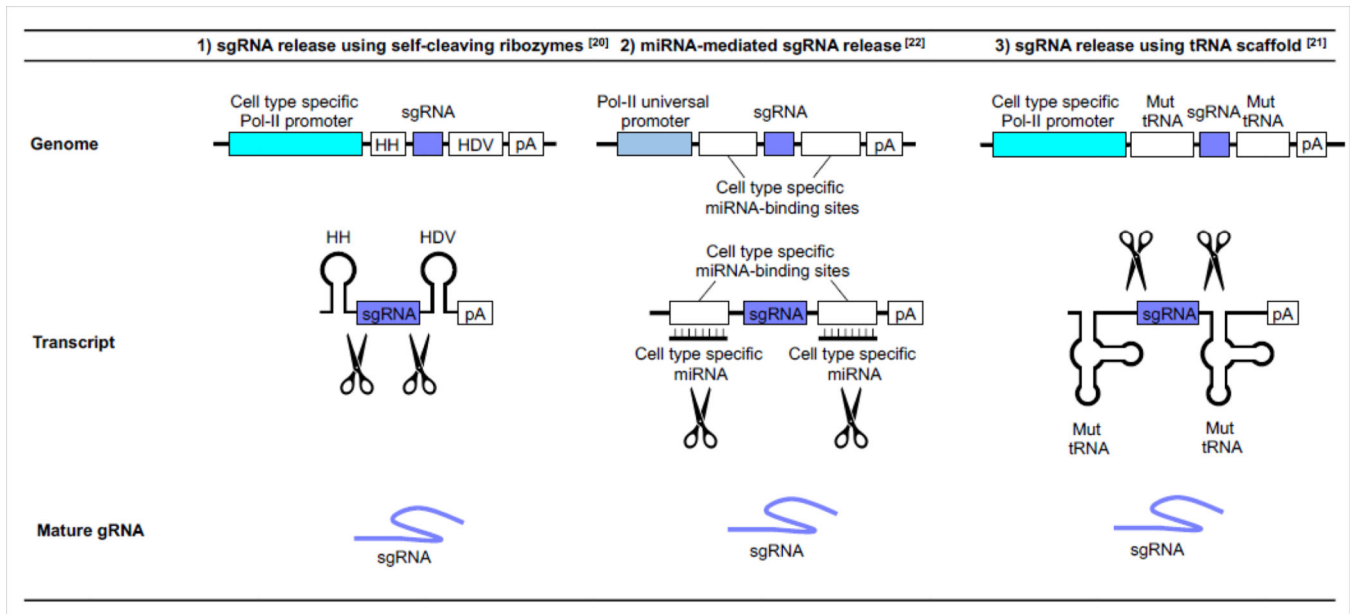 1) sgRNA release using self-cleaving ribozymes [20]
2) miRNA-mediated sgRNA release [22]
3) sgRNA release using tRNA scaffold [21]
Genome
Cell type specific
Pol-II promoter
sgRNA
HH
HDV
pA
Pol-II universal
promoter
sgRNA
pA
Cell type specific
miRNA-binding sites
Cell type specific
Pol-II promoter
Mut
tRNA
sgRNA
Mut
tRNA
pA
Transcript
HH
HDV
sgRNA
pA
Cell type specific
miRNA-binding sites
sgRNA
pA
Cell type specific
miRNA
Cell type specific
miRNA
sgRNA
pA
Mut
tRNA
Mut
tRNA
Mature gRNA
sgRNA
sgRNA
sgRNA